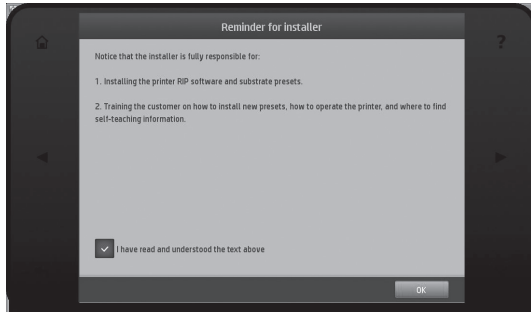 Reminder for installer
?
Notice that the installer is fully responsible for:
1. Installing the printer RIP software and substrate presets.
2. Training the customer on how to install new presets, how to operate the printer, and where to find
self-teaching information.
I have read and understood the text above
OK